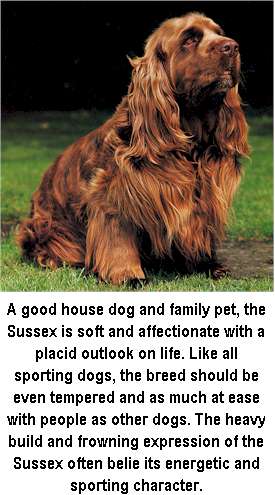 A good house dog and family pet, the
Sussex is soft and affectionate with a
placid outlook on life. Like all
sporting dogs, the breed should be
even tempered and as much at ease
with people as other dogs. The heavy
build and frowning expression of the
Sussex often belie its energetic and
sporting character.